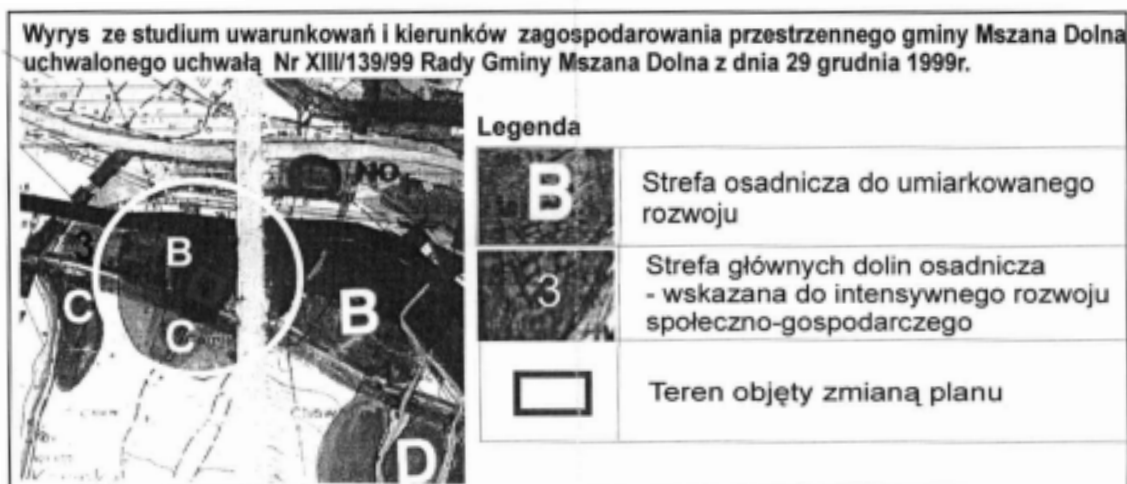 Wyrys ze studium uwarunkowań i kierunków zagospodarowania przestrzennego gminy Mszana Dolna
uchwalonego uchwałą Nr XIII/139/99 Rady Gminy Mszana Dolna z dnia 29 grudnia 1999r.
Legenda
B
Strefa osadnicza do umiarkowanego
rozwoju
3
Strefa głównych dolin osadnicza
- wskazana do intensywnego rozwoju
społeczno-gospodarczego
Teren objęty zmianą planu
NO
3
B
C
C
B
D